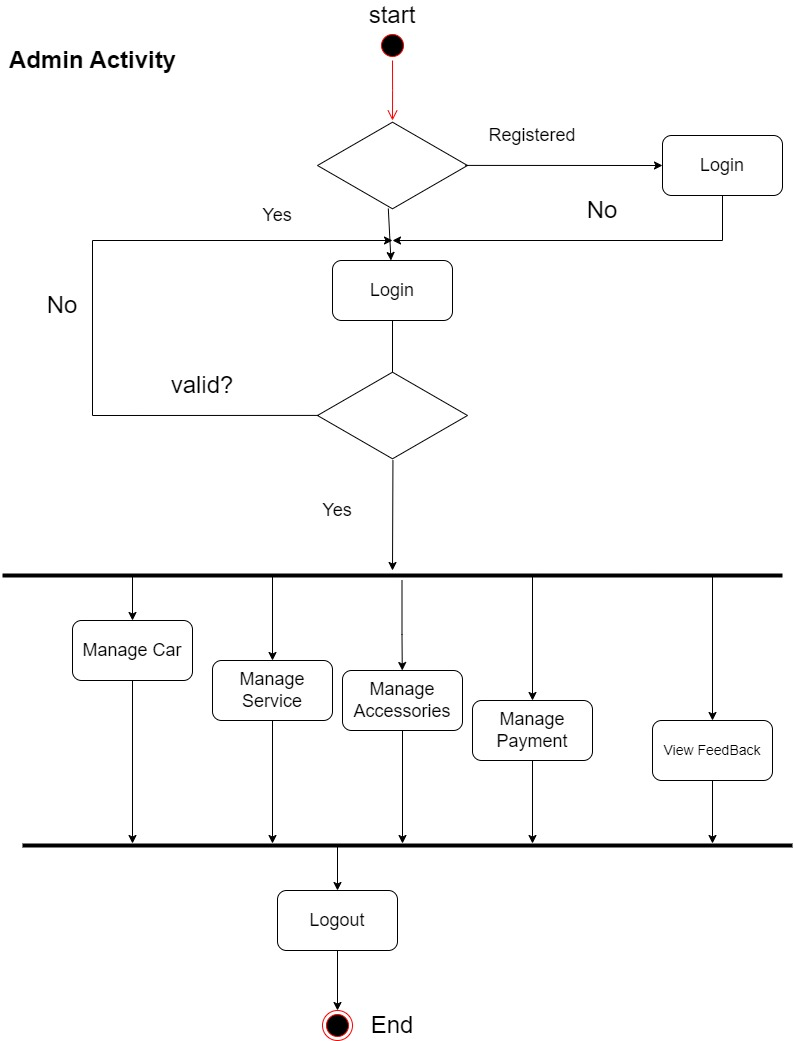 start
Admin Activity
Registered
Login
Yes
No
Login
No
valid?
Yes
Manage Car
Manage
Service
Manage
Accessories
Manage
Payment
View FeedBack
Logout
End